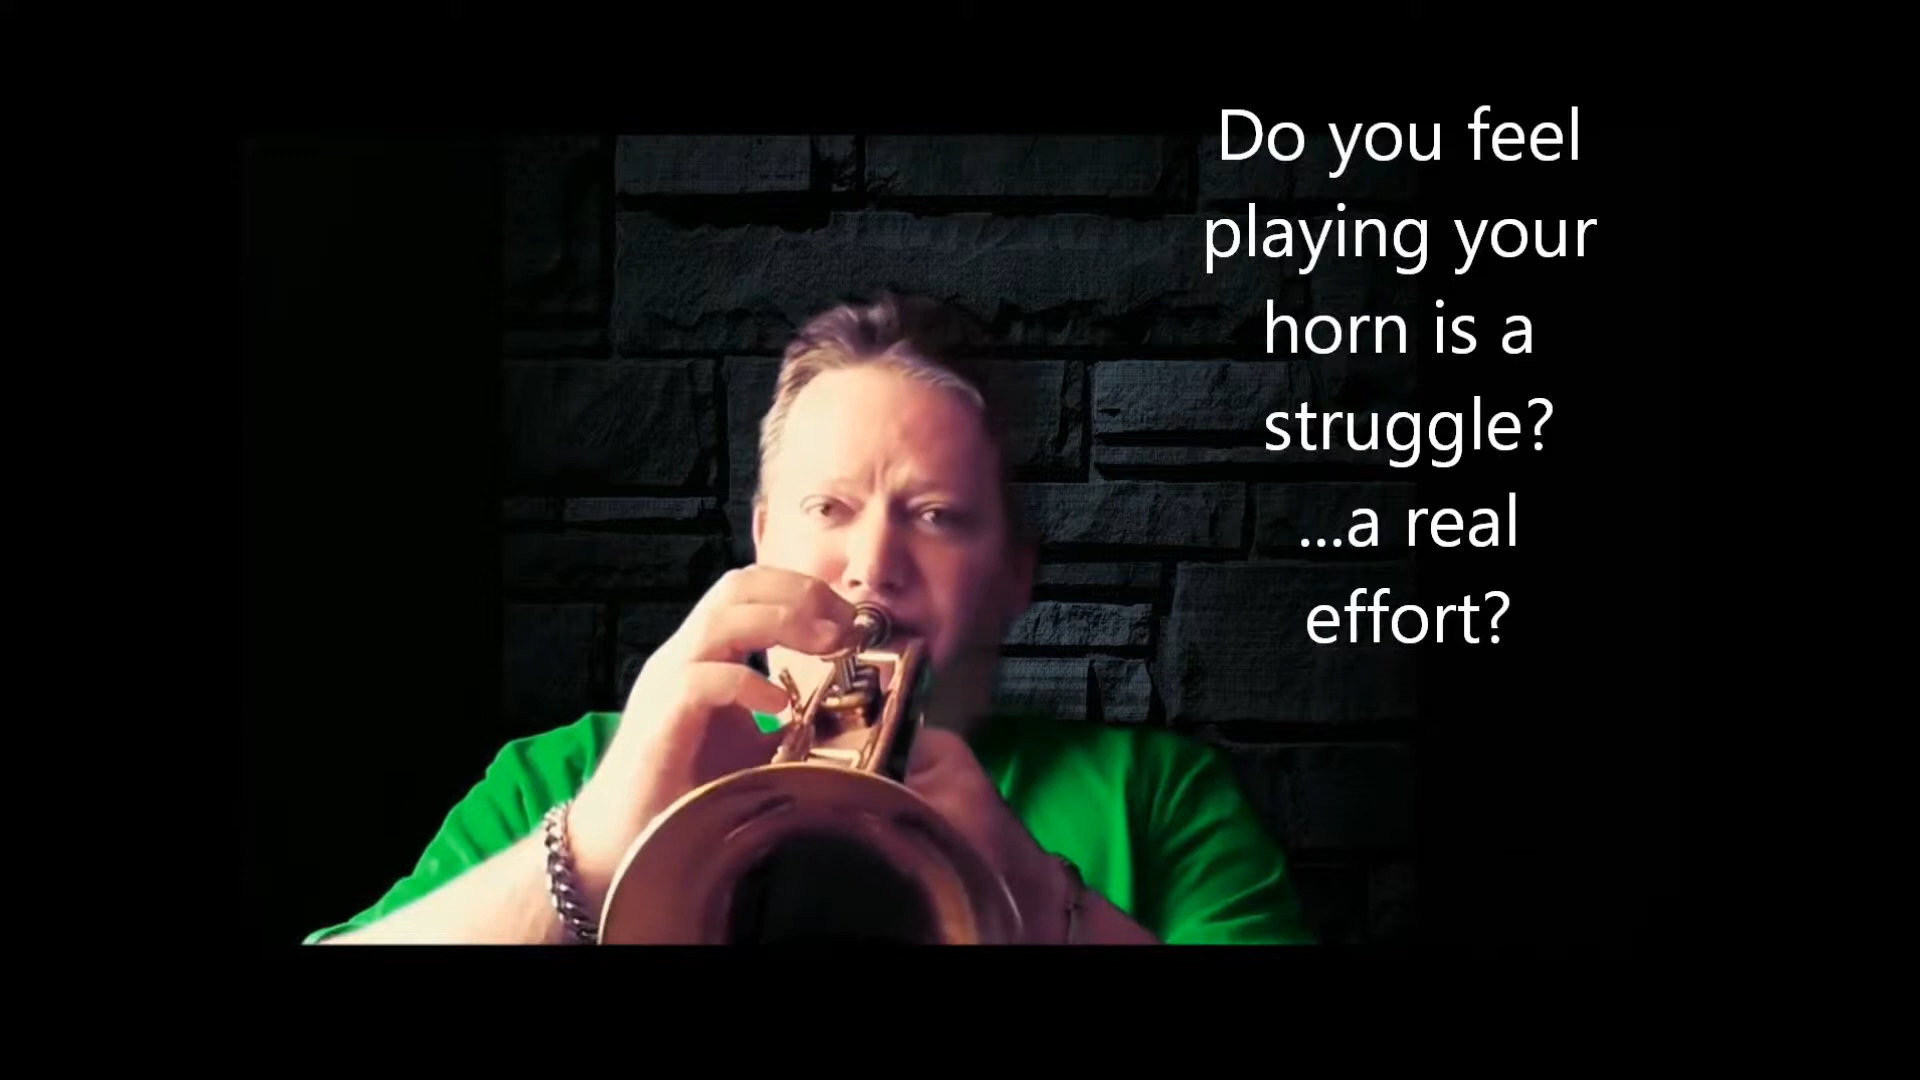 Do you feel
playing your
horn is a
struggle?
...a real
effort?